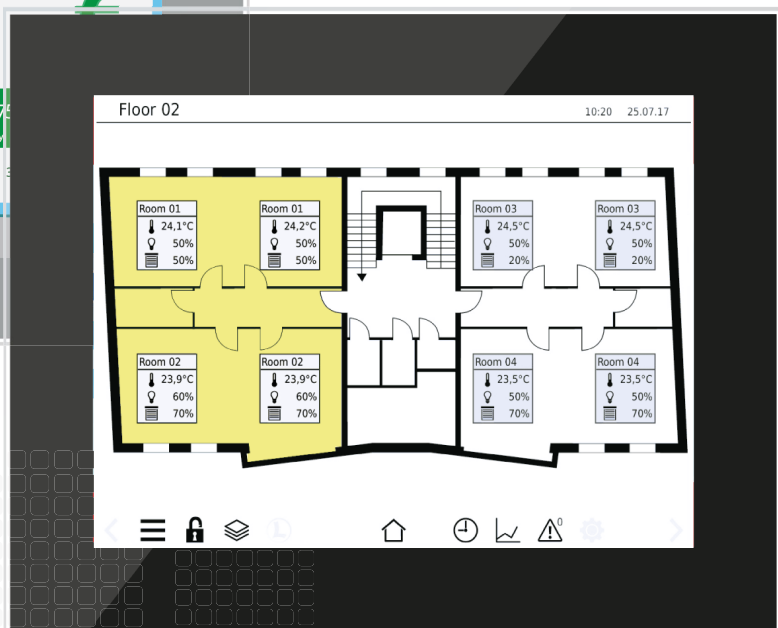 Floor 02
10:20 25.07.17
Room 01
24,1°C
50%
50%
Room 01
24,2°C
50%
50%
Room 03
24,5°C
50%
20%
Room 03
24,5°C
50%
20%
Room 02
23,9°C
60%
70%
Room 02
23,9°C
60%
70%
Room 04
23,5°C
50%
70%
Room 04
23,5°C
50%
70%
0